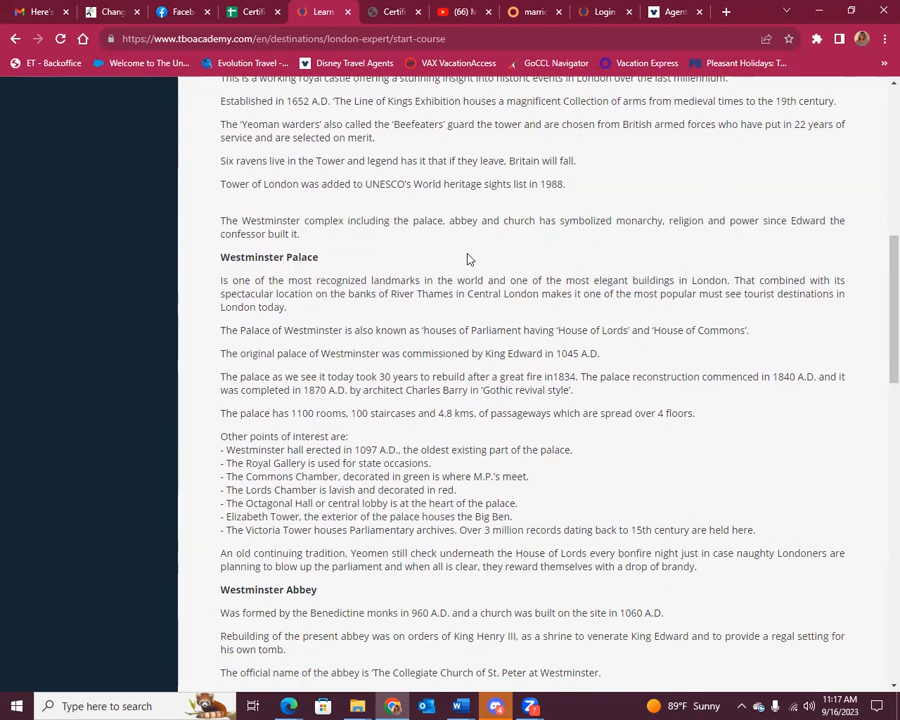 Here's
Chang
Faceb
Certifi
Learn
Certifi
(66) M
marri
Login
Agent
https://www.tboacademy.com/en/destinations/london-expert/start-course
ET - Backoffice
Welcome to The Un...
Evolution Travel -...
Disney Travel Agents
VAX VacationAccess
GoCCL Navigator
Vacation Express
Pleasant Holidays: T...
This is a working royal castle offering a stunning insight into historic events in London over the last millennium.
Established in 1652 A.D. 'The Line of Kings Exhibition houses a magnificent Collection of arms from medieval times to the 19th century.
The 'Yeoman warders' also called the 'Beefeaters' guard the tower and are chosen from British armed forces who have put in 22 years of
service and are selected on merit.
Six ravens live in the Tower and legend has it that if they leave, Britain will fall.
Tower of London was added to UNESCO's World heritage sights list in 1988.
The Westminster complex including the palace, abbey and church has symbolized monarchy, religion and power since Edward the
confessor built it.
Westminster Palace
Is one of the most recognized landmarks in the world and one of the most elegant buildings in London. That combined with its
spectacular location on the banks of River Thames in Central London makes it one of the most popular must see tourist destinations in
London today.
The Palace of Westminster is also known as 'houses of Parliament having 'House of Lords' and 'House of Commons'.
The original palace of Westminster was commissioned by King Edward in 1045 A.D.
The palace as we see it today took 30 years to rebuild after a great fire in1834. The palace reconstruction commenced in 1840 A.D. and it
was completed in 1870 A.D. by architect Charles Barry in 'Gothic revival style'.
The palace has 1100 rooms, 100 staircases and 4.8 kms. of passageways which are spread over 4 floors.
Other points of interest are:
- Westminster hall erected in 1097 A.D., the oldest existing part of the palace.
- The Royal Gallery is used for state occasions.
- The Commons Chamber, decorated in green is where M.P.'s meet.
- The Lords Chamber is lavish and decorated in red.
- The Octagonal Hall or central lobby is at the heart of the palace.
- Elizabeth Tower, the exterior of the palace houses the Big Ben.
- The Victoria Tower houses Parliamentary archives. Over 3 million records dating back to 15th century are held here.
An old continuing tradition, Yeomen still check underneath the House of Lords every bonfire night just in case naughty Londoners are
planning to blow up the parliament and when all is clear, they reward themselves with a drop of brandy.
Westminster Abbey
Was formed by the Benedictine monks in 960 A.D. and a church was built on the site in 1060 A.D.
Rebuilding of the present abbey was on orders of King Henry III, as a shrine to venerate King Edward and to provide a regal setting for
his own tomb.
The official name of the abbey is 'The Collegiate Church of St. Peter at Westminster.
Type here to search
89°F Sunny
11:17 AM
9/16/2023